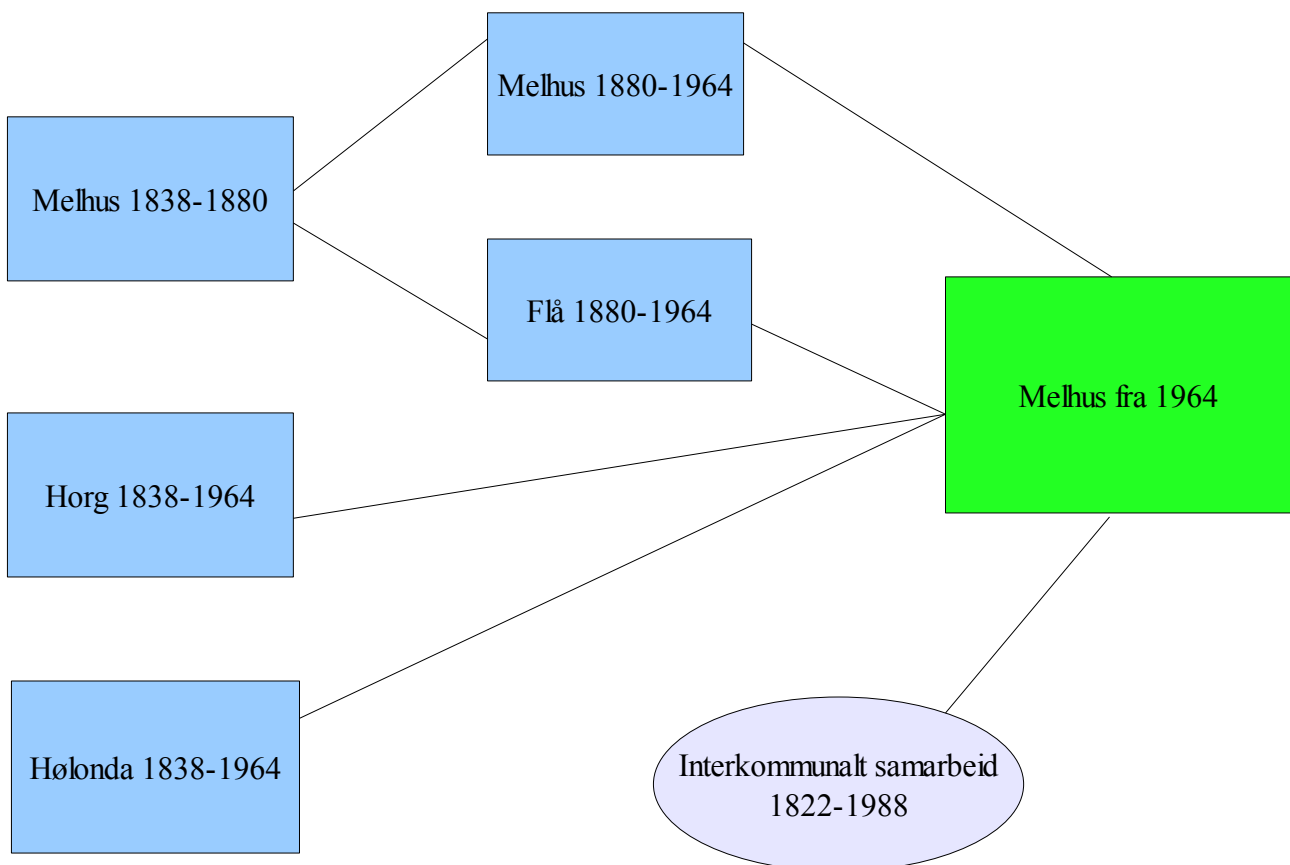 Melhus 1880-1964
Melhus 1838-1880
Flå 1880-1964
Melhus fra 1964
Horg 1838-1964
Hølonda 1838-1964
Interkommunalt samarbeid
1822-1988